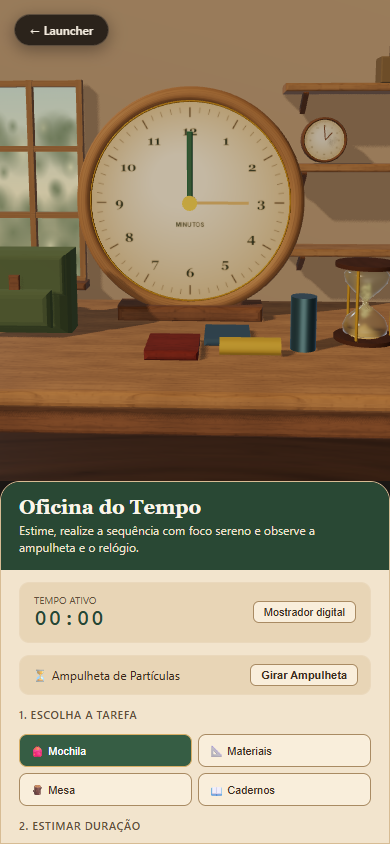 ← Launcher
12
1
2
3
4
5
6
7
8
9
10
11
MINUTOS
Oficina do Tempo
Estime, realize a sequência com foco sereno e observe a
ampulheta e o relógio.
TEMPO ATIVO
00:00
Mostrador digital
⏳ Ampulheta de Partículas
Girar Ampulheta
1. ESCOLHA A TAREFA
🎒 Mochila
📐 Materiais
🪵 Mesa
📖 Cadernos
2. ESTIMAR DURAÇÃO